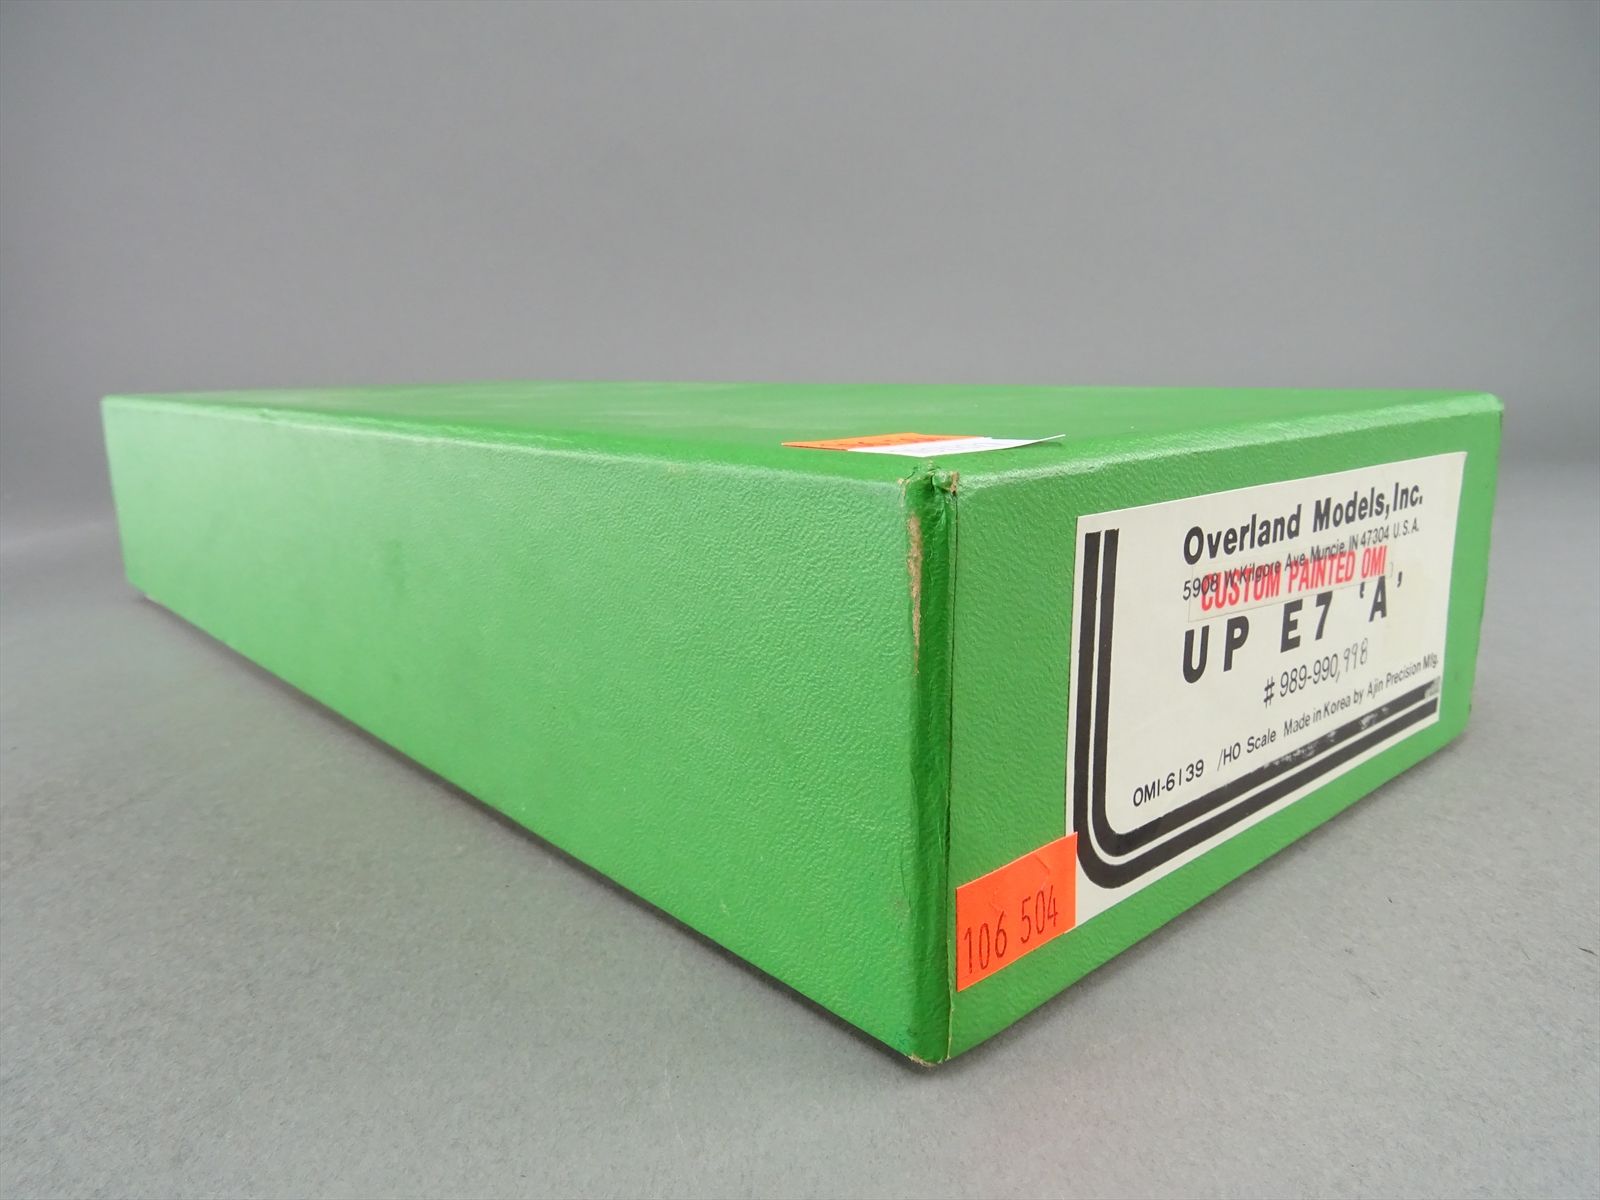 Overland Models, Inc.
5908 W. Kilgore Ave. Muncie, IN 47304 U.S.A.
CUSTOM PAINTED OMI
UP E7 'A'
# 989-990, 998
OMI-6139 /HO Scale Made in Korea by Ajin Precision Mfg.
106 504